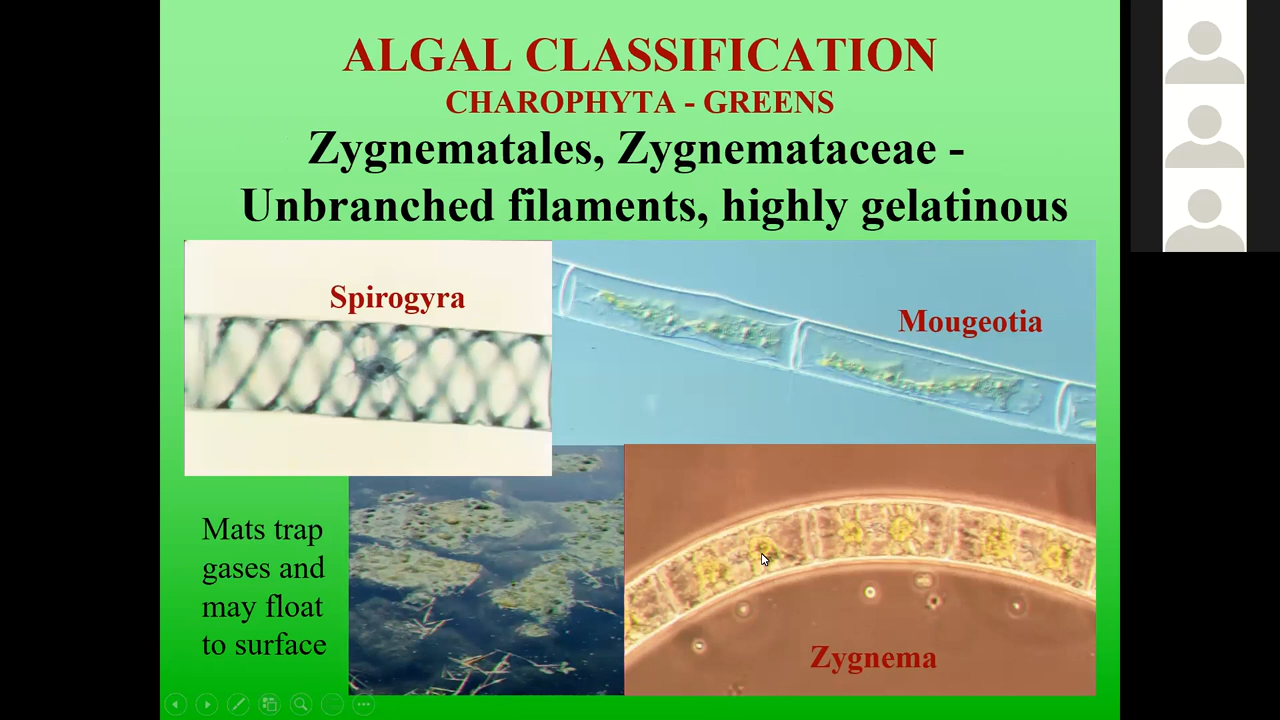 ALGAL CLASSIFICATION
CHAROPHYTA - GREENS
Zygnematales, Zygnemataceae -
Unbranched filaments, highly gelatinous
Spirogyra
Mougeotia
Mats trap
gases and
may float
to surface
Zygnema